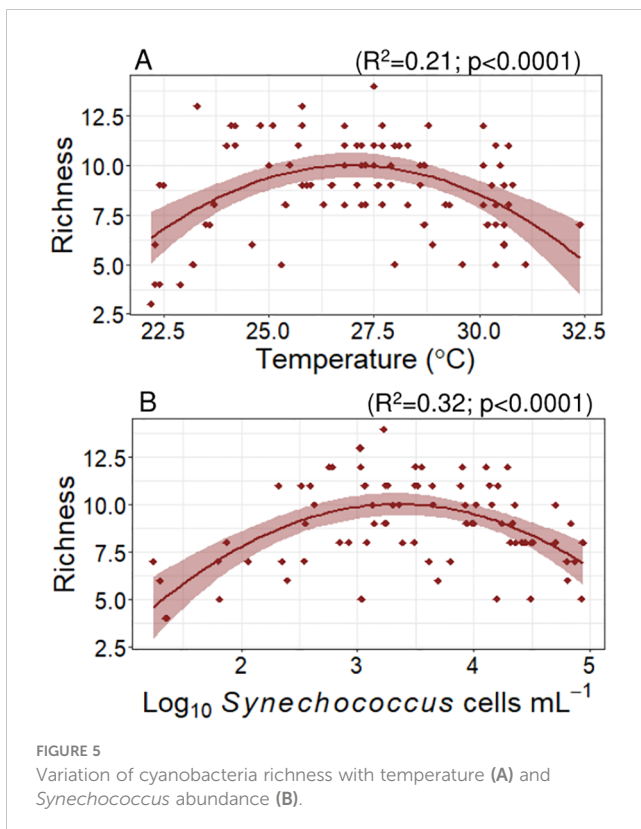 A
(R²=0.21; p<0.0001)
Richness
12.5
10.0
7.5
5.0
2.5
22.5 25.0 27.5 30.0 32.5
Temperature (°C)
B
(R²=0.32; p<0.0001)
Richness
12.5
10.0
7.5
5.0
2.5
2 3 4 5
Log₁₀ Synechococcus cells mL⁻¹
FIGURE 5
Variation of cyanobacteria richness with temperature (A) and
Synechococcus abundance (B).